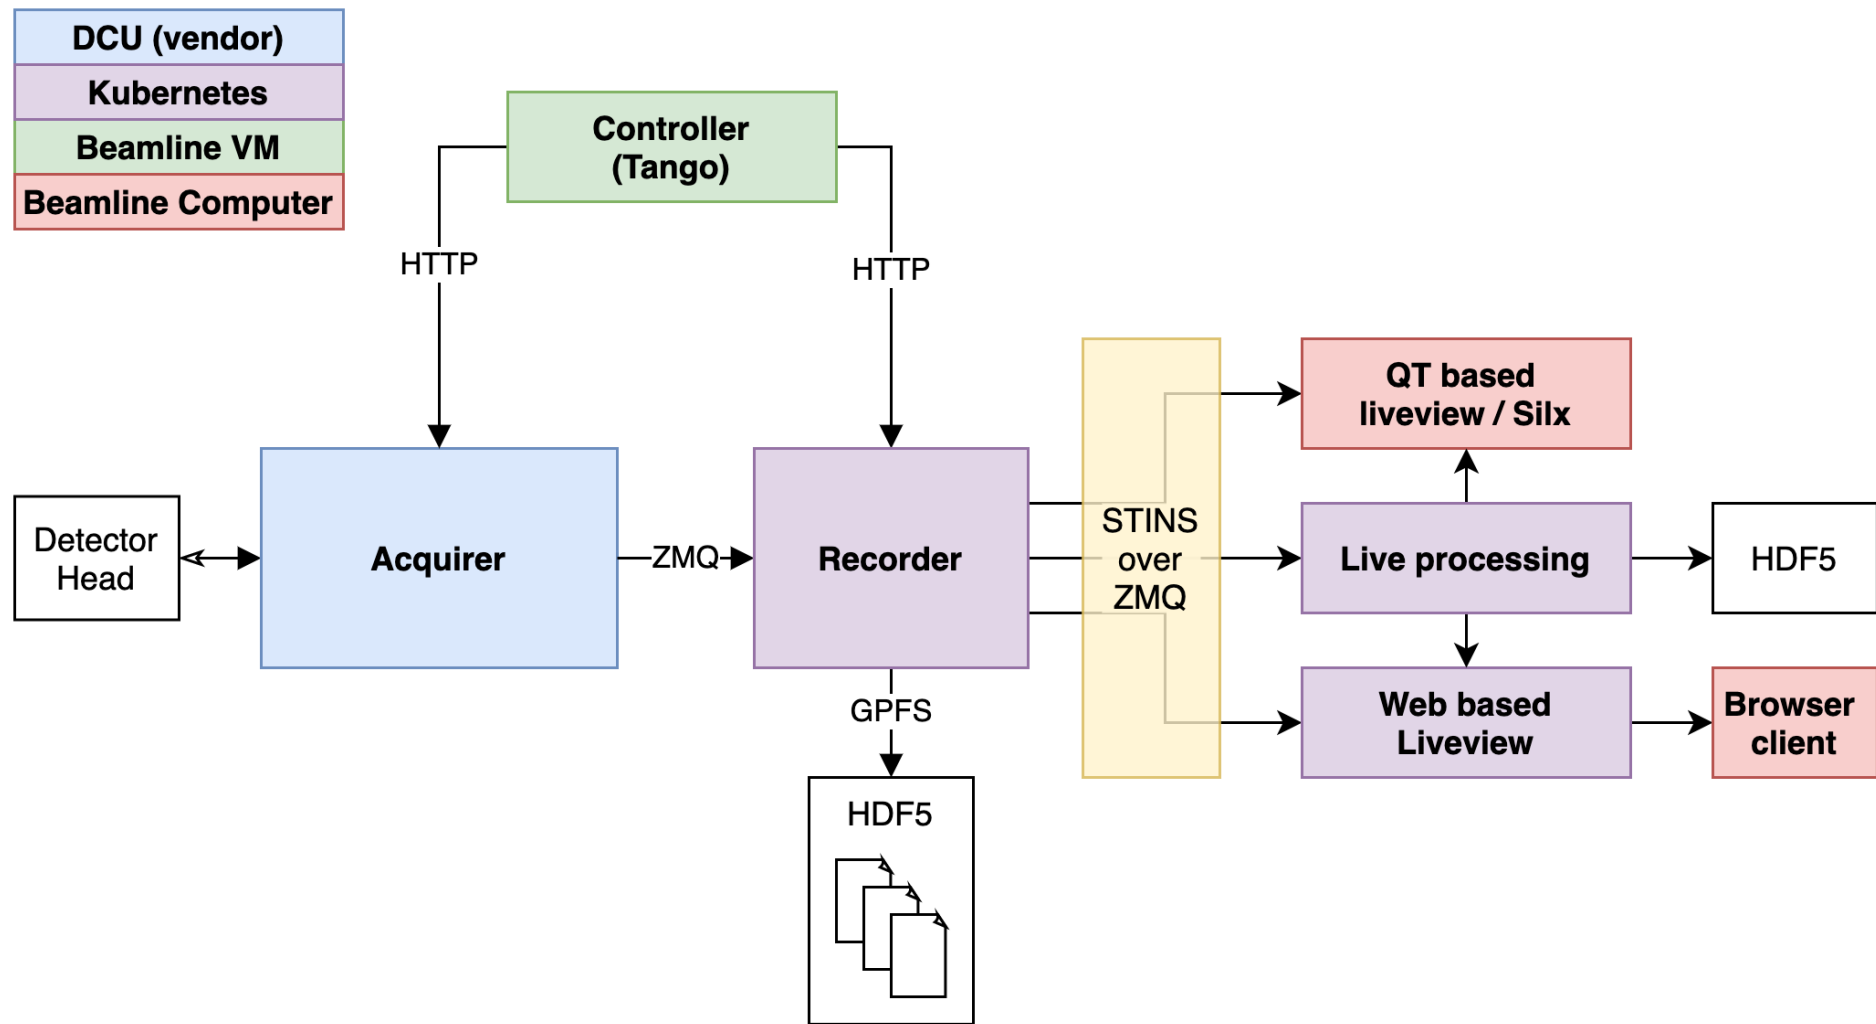 DCU (vendor)
Kubernetes
Beamline VM
Beamline Computer
Controller
(Tango)
HTTP
HTTP
Detector
Head
Acquirer
ZMQ
Recorder
STINS
over
ZMQ
QT based
liveview / Silx
Live processing
HDF5
Web based
Liveview
Browser
client
GPFS
HDF5